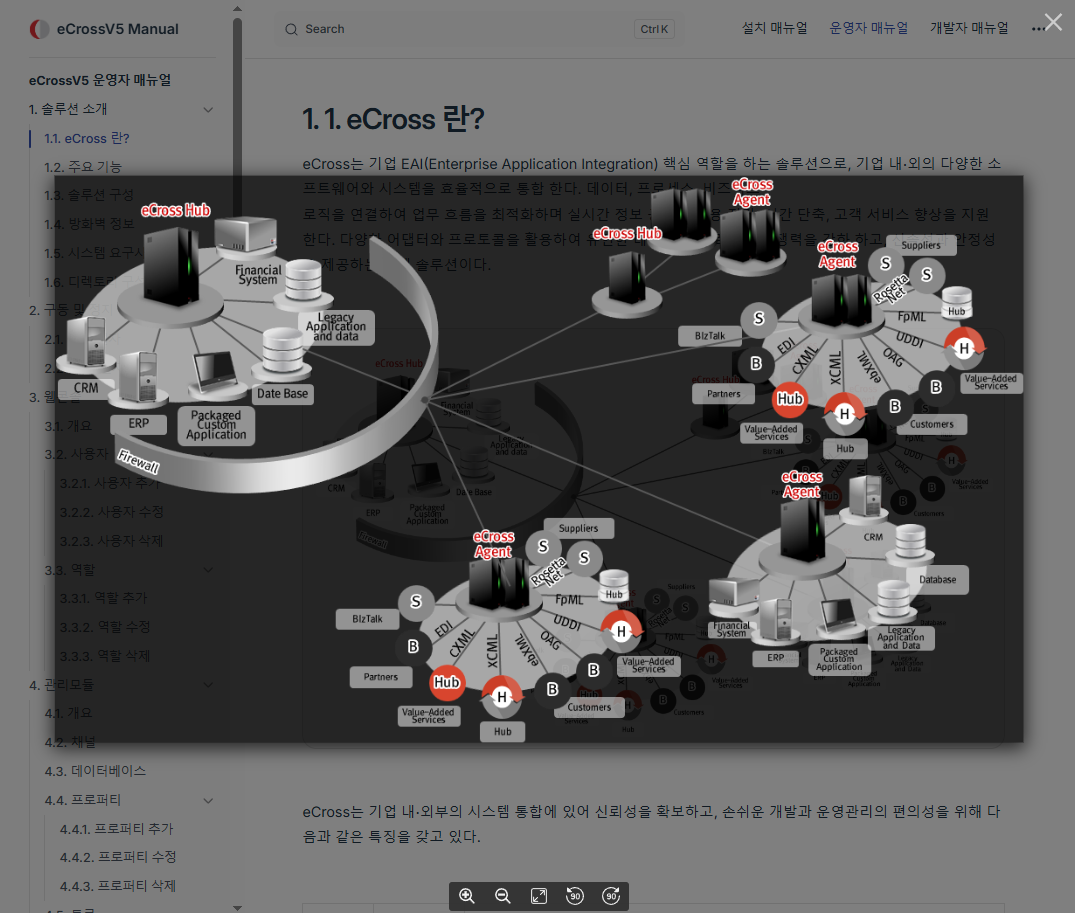 eCrossV5 Manual
Search
Ctrl K
설치 매뉴얼
운영자 매뉴얼
개발자 매뉴얼
eCrossV5 운영자 매뉴얼
1. 솔루션 소개
1.1. eCross 란?
1.2. 주요 기능
1.3. 솔루션 구성
1.4. 방화벽 정보
1.5. 시스템 요구사
1.6. 디렉토
2. 구동 및
2.1.
2.
3. 웹
3.1. 개요
3.2. 사용자
3.2.1. 사용자 추가
3.2.2. 사용자 수정
3.2.3. 사용자 삭제
3.3. 역할
3.3.1. 역할 추가
3.3.2. 역할 수정
3.3.3. 역할 삭제
4. 관리모듈
4.1. 개요
4.2. 채널
4.3. 데이터베이스
4.4. 프로퍼티
4.4.1. 프로퍼티 추가
4.4.2. 프로퍼티 수정
4.4.3. 프로퍼티 삭제
1.1. eCross 란?
eCross는 기업 EAI(Enterprise Application Integration) 핵심 역할을 하는 솔루션으로, 기업 내·외의 다양한 소
프트웨어와 시스템을 효율적으로 통합 한다. 데이터, 프로세스, 비즈
로직을 연결하여 업무 흐름을 최적화하며 실시간 정보
단축, 고객 서비스 향상을 지원
한다. 다양한 어댑터와 프로토콜을 활용하여
안정성
제공하는
솔루션이다.
eCross Hub
Financial
System
Legacy
Application
and data
Date Base
Packaged
Custom
Application
ERP
CRM
Firewall
eCross Hub
eCross
Agent
eCross
Agent
Suppliers
S
S
Rosetta
Net
Hub
FpML
UDDI
OAG
ebXML
XCML
CXML
EDI
S
BIzTalk
B
Partners
Hub
Value-Added
Services
H
Hub
B
Customers
B
H
Value-Added
Services
eCross
Agent
CRM
Database
Legacy
Application
and Data
Packaged
Custom
Application
ERP
Financial
System
eCross
Agent
Suppliers
S
S
Rosetta
Net
Hub
FpML
UDDI
OAG
ebXML
XCML
CXML
EDI
S
BIzTalk
B
Partners
Hub
Value-Added
Services
H
Hub
B
Customers
B
H
Value-Added
Services
eCross Hub
Financial
System
Legacy
Application
and data
Date Base
Packaged
Custom
Application
ERP
CRM
eCross는 기업 내·외부의 시스템 통합에 있어 신뢰성을 확보하고, 손쉬운 개발과 운영관리의 편의성을 위해 다
음과 같은 특징을 갖고 있다.
90
90